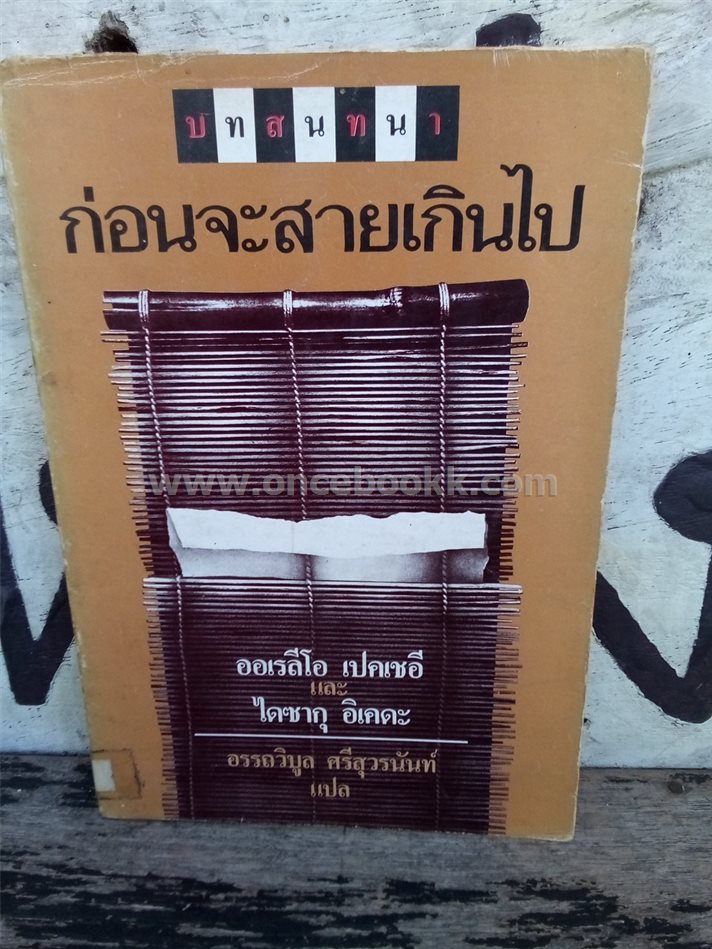 บทสนทนา
ก่อนจะสายเกินไป
www.oncebookk.com
ออเรลีโอ เปคเชอี
และ
ไดซากุ อิเคดะ
อรรถวิบูล ศรีสุวรนันท์
แปล